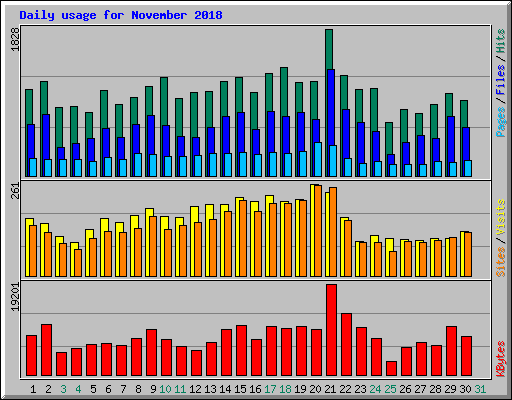 Daily usage for November 2018
1828
Pages / Files / Hits
261
Sites / Visits
19201
KBytes
1 2 3 4 5 6 7 8 9 10 11 12 13 14 15 16 17 18 19 20 21 22 23 24 25 26 27 28 29 30 31